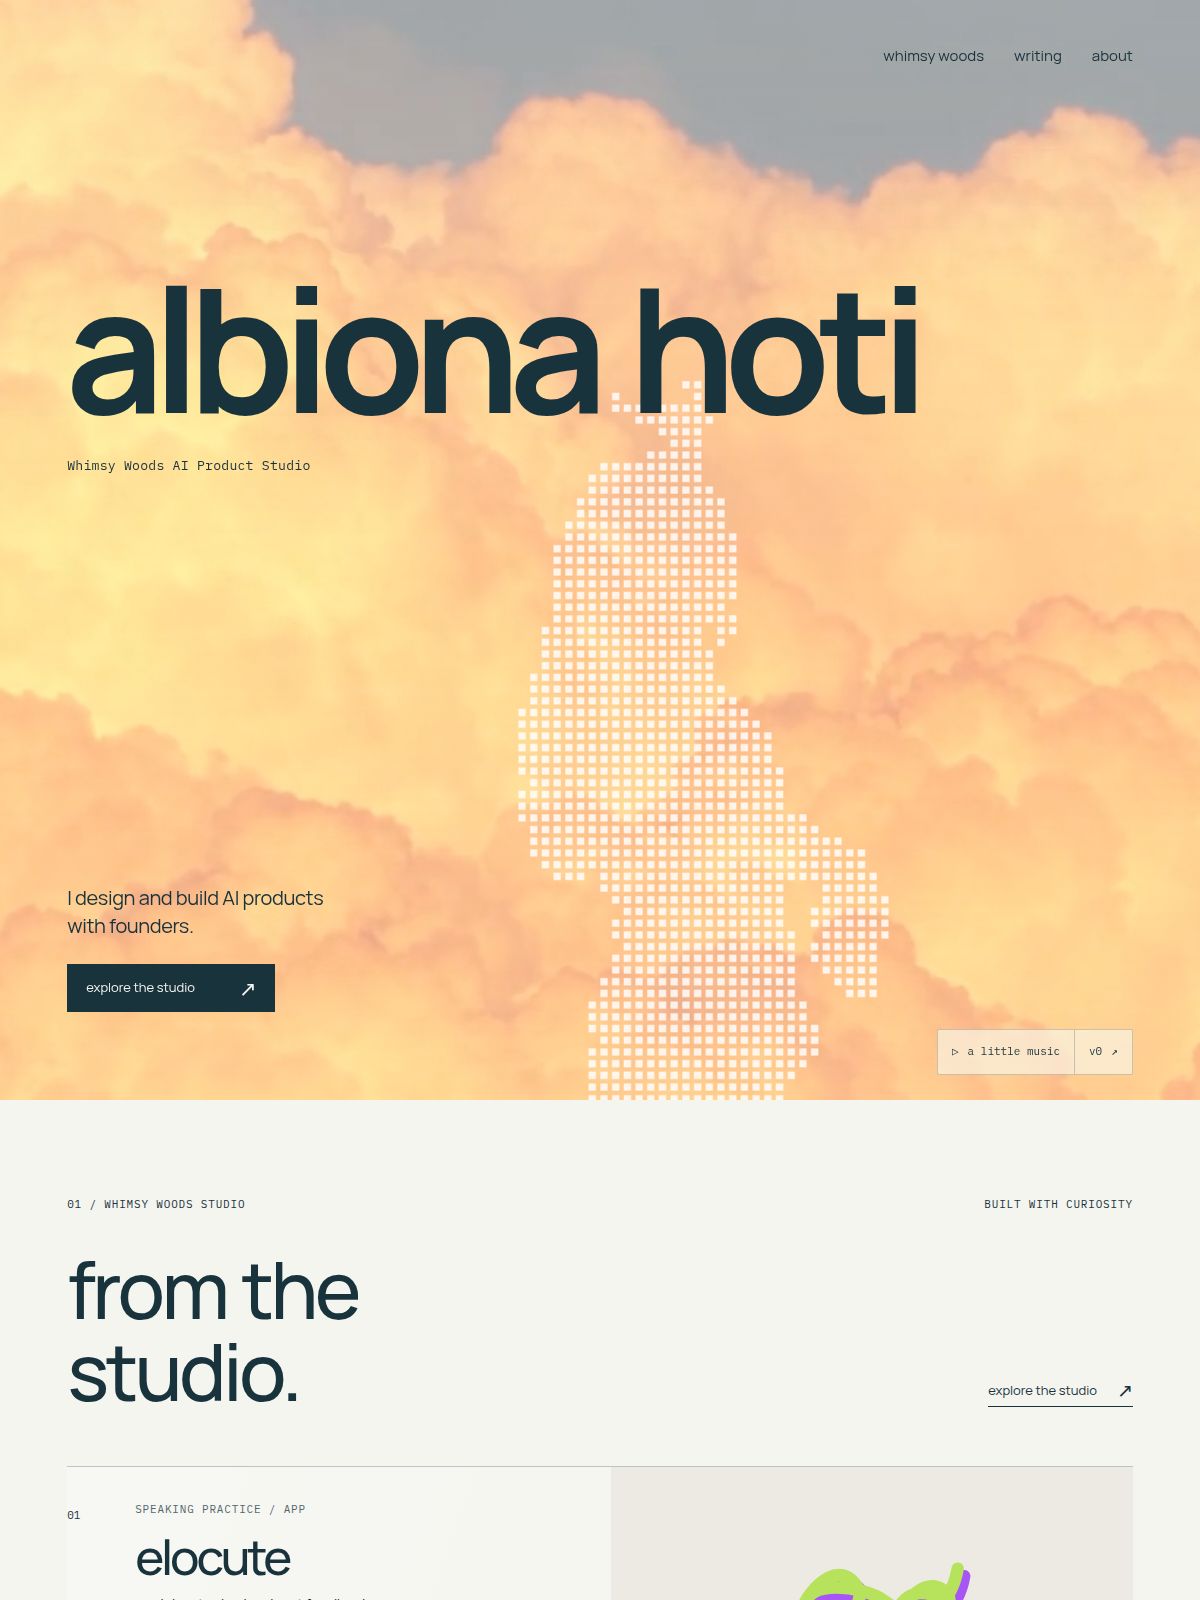 whimsy woods writing about
albiona hoti
Whimsy Woods AI Product Studio
I design and build AI products
with founders.
explore the studio ↗
▷ a little music v0 ↗
01 / WHIMSY WOODS STUDIO
BUILT WITH CURIOSITY
from the
studio.
explore the studio ↗
01
SPEAKING PRACTICE / APP
elocute